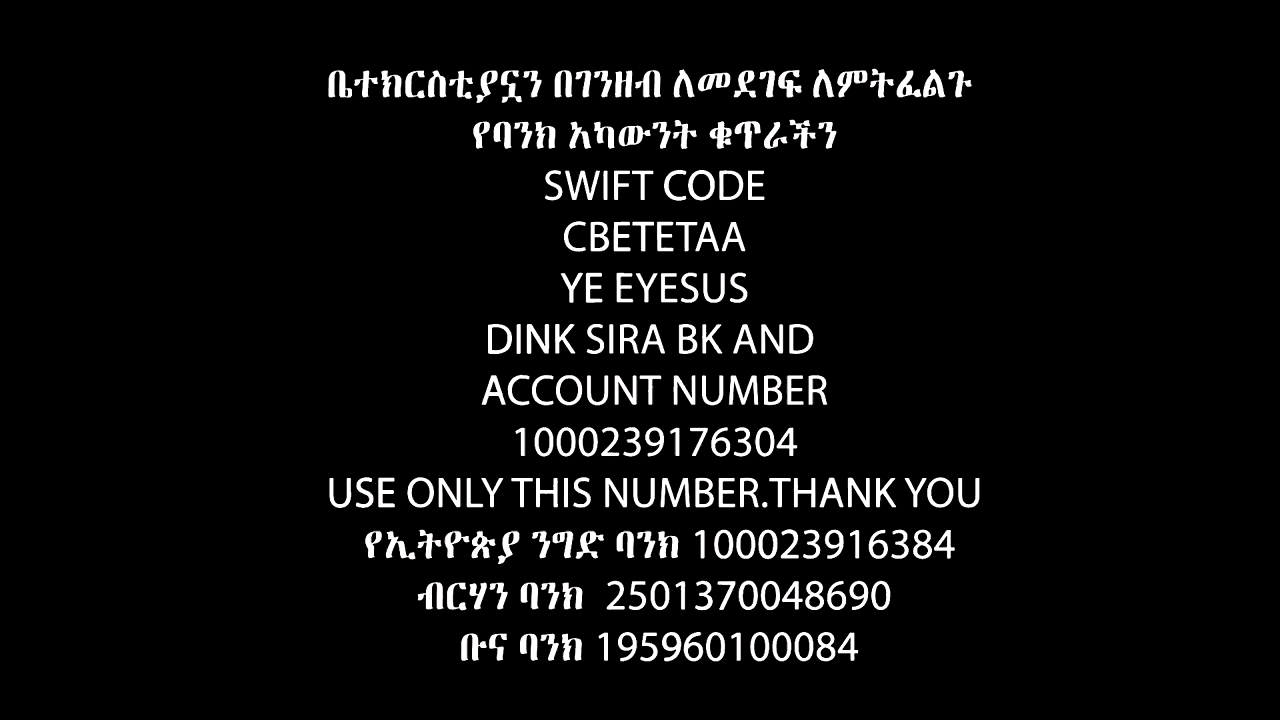 ቤተክርስቲያኗን በገንዘብ ለመደገፍ ለምትፈልጉ
የባንክ አካውንት ቁጥራችን
SWIFT CODE
CBETETAA
YE EYESUS
DINK SIRA BK AND
ACCOUNT NUMBER
1000239176304
USE ONLY THIS NUMBER.THANK YOU
የኢትዮጵያ ንግድ ባንክ 100023916384
ብርሃን ባንክ 2501370048690
ቡና ባንክ 195960100084